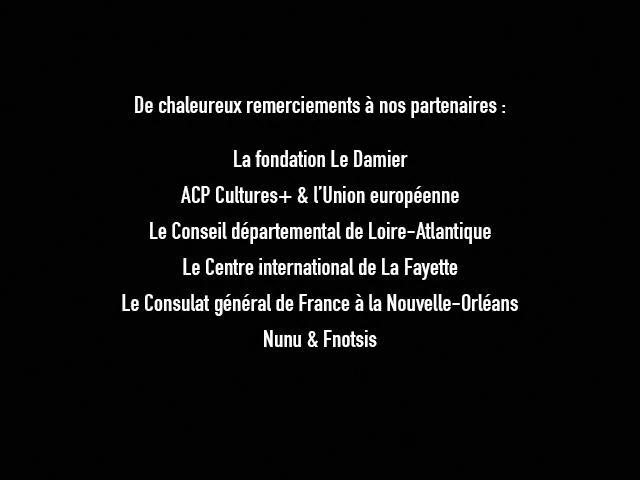 De chaleureux remerciements à nos partenaires :
La fondation Le Damier
ACP Cultures+ & l'Union européenne
Le Conseil départemental de Loire-Atlantique
Le Centre international de La Fayette
Le Consulat général de France à la Nouvelle-Orléans
Nunu & Fnotsis